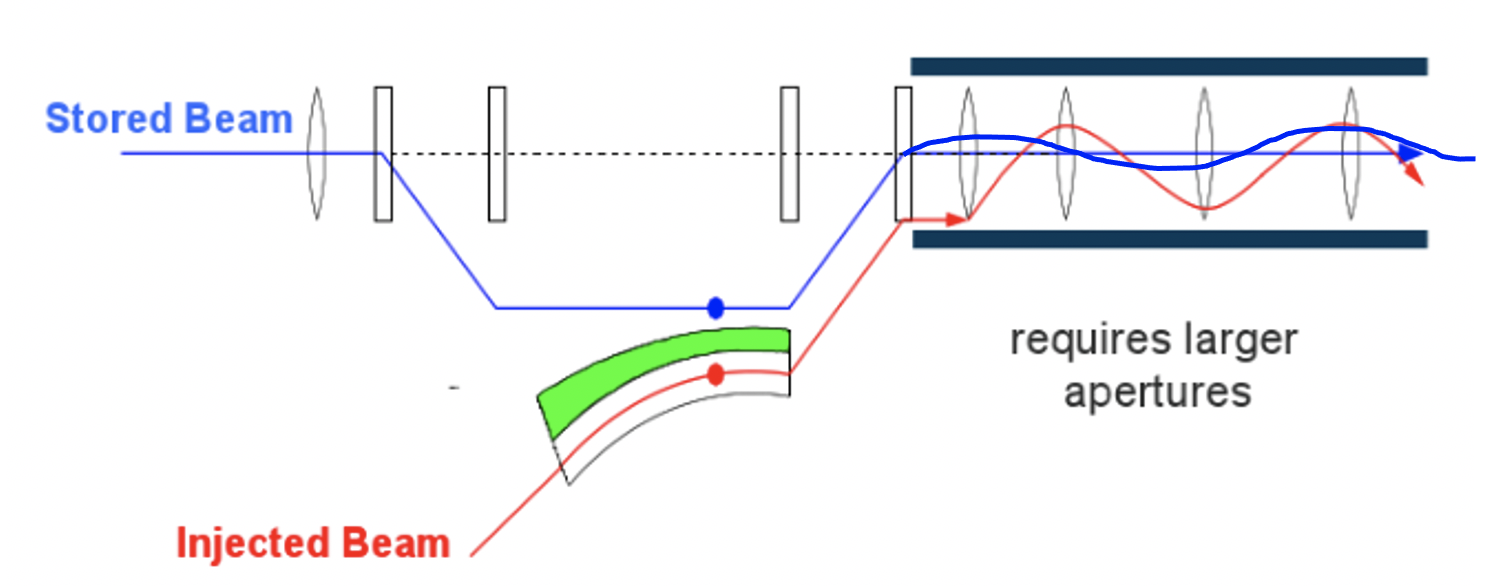 Stored Beam
requires larger
apertures
Injected Beam